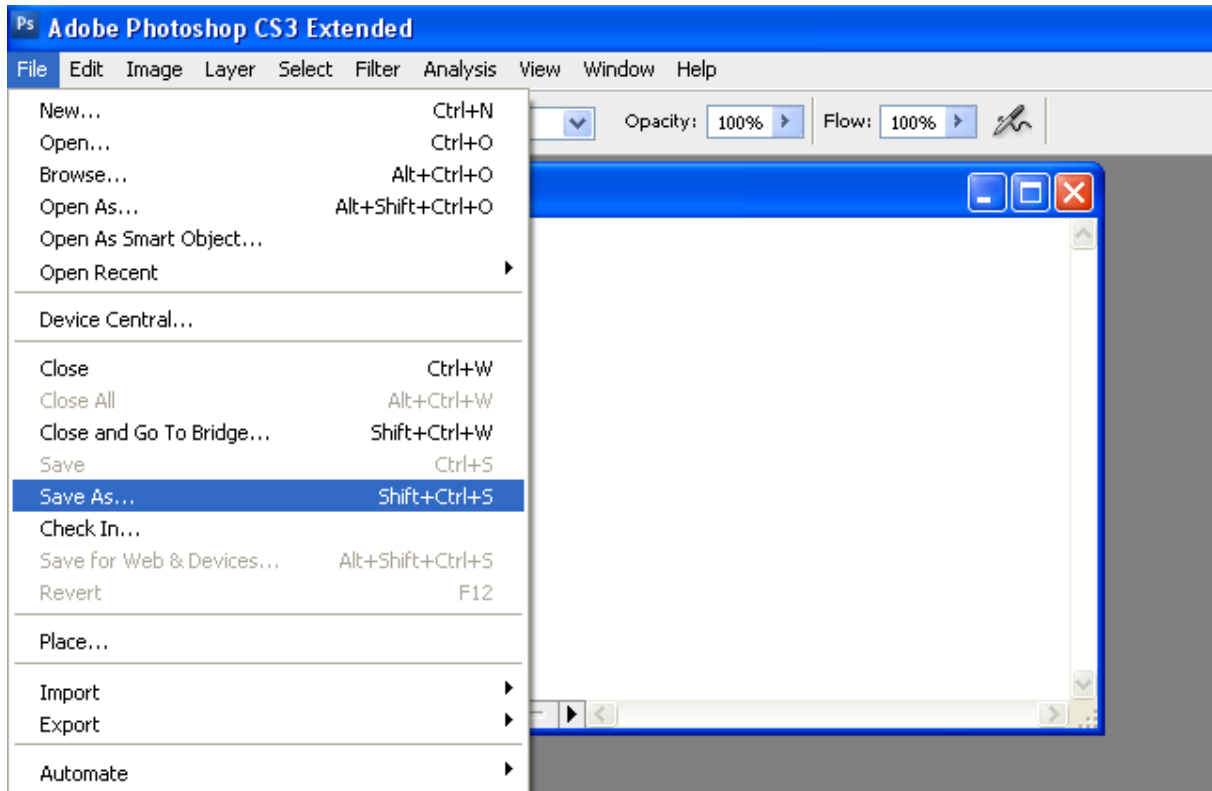 Ps Adobe Photoshop CS3 Extended
File Edit Image Layer Select Filter Analysis View Window Help
Opacity: 100% Flow: 100%
New... Ctrl+N
Open... Ctrl+O
Browse... Alt+Ctrl+O
Open As... Alt+Shift+Ctrl+O
Open As Smart Object...
Open Recent
Device Central...
Close Ctrl+W
Close All Alt+Ctrl+W
Close and Go To Bridge... Shift+Ctrl+W
Save Ctrl+S
Save As... Shift+Ctrl+S
Check In...
Save for Web & Devices... Alt+Shift+Ctrl+S
Revert F12
Place...
Import
Export
Automate